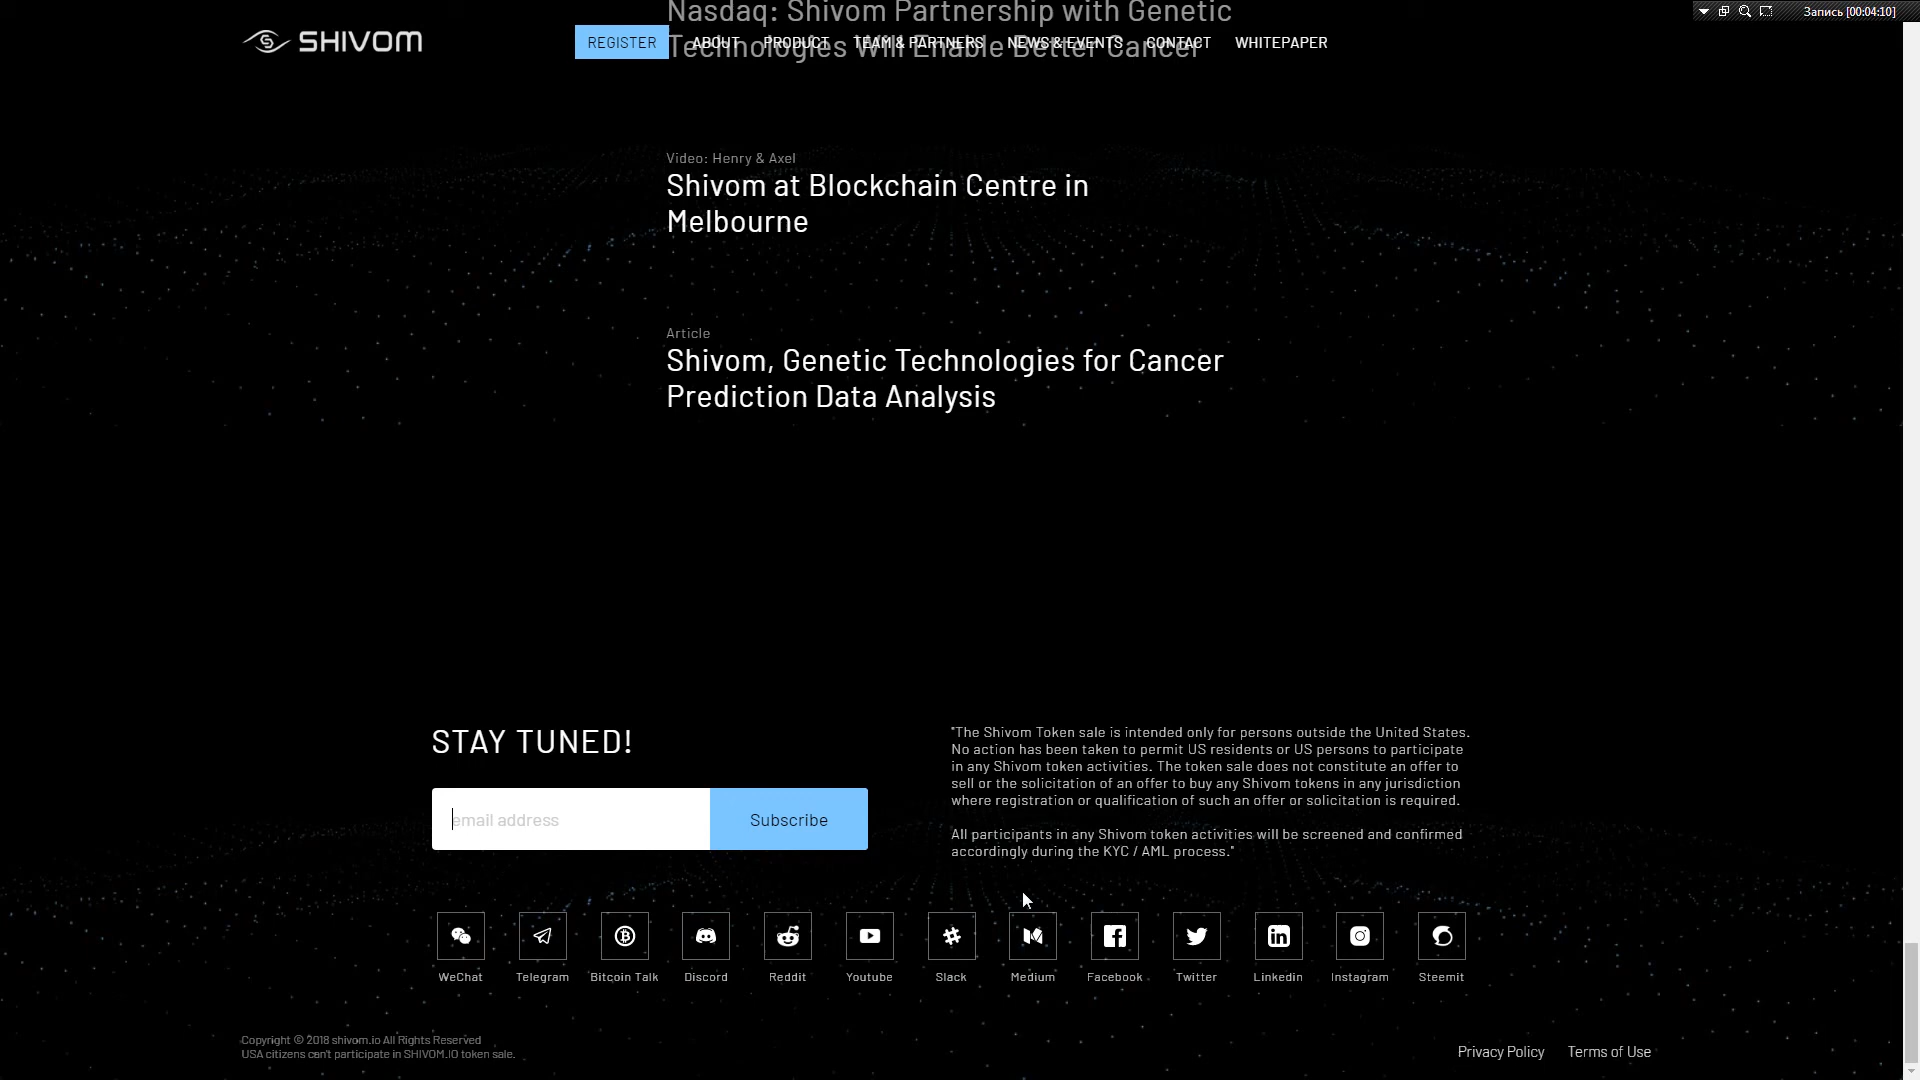 Запись [00:04:10]
Nasdaq: Shivom Partnership with Genetic
Technologies Will Enable Better Cancer
SHIVOM
REGISTER ABOUT PRODUCT TEAM & PARTNERS NEWS & EVENTS CONTACT WHITEPAPER
Video: Henry & Axel
Shivom at Blockchain Centre in
Melbourne
Article
Shivom, Genetic Technologies for Cancer
Prediction Data Analysis
STAY TUNED!
email address
Subscribe
"The Shivom Token sale is intended only for persons outside the United States.
No action has been taken to permit US residents or US persons to participate
in any Shivom token activities. The token sale does not constitute an offer to
sell or the solicitation of an offer to buy any Shivom tokens in any jurisdiction
where registration or qualification of such an offer or solicitation is required.
All participants in any Shivom token activities will be screened and confirmed
accordingly during the KYC / AML process."
WeChat Telegram Bitcoin Talk Discord Reddit Youtube Slack Medium Facebook Twitter Linkedin Instagram Steemit
Copyright © 2018 shivom.io All Rights Reserved
USA citizens can't participate in SHIVOM.IO token sale.
Privacy Policy Terms of Use